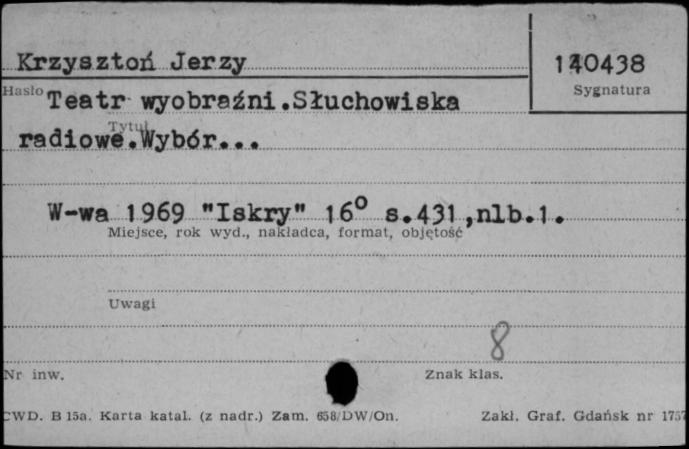 Krzysztoń Jerzy
140438
Hasło
Sygnatura
Teatr wyobraźni.Słuchowiska
Tytuł
radiowe.Wybór...
W-wa 1969 "Iskry" 16° s.431,nlb.1.
Miejsce, rok wyd., nakładca, format, objętość
Uwagi
8
Nr inw.
Znak klas.
CWD. B 15a. Karta katal. (z nadr.) Zam. 658/DW/On.
Zakł. Graf. Gdańsk nr 1757